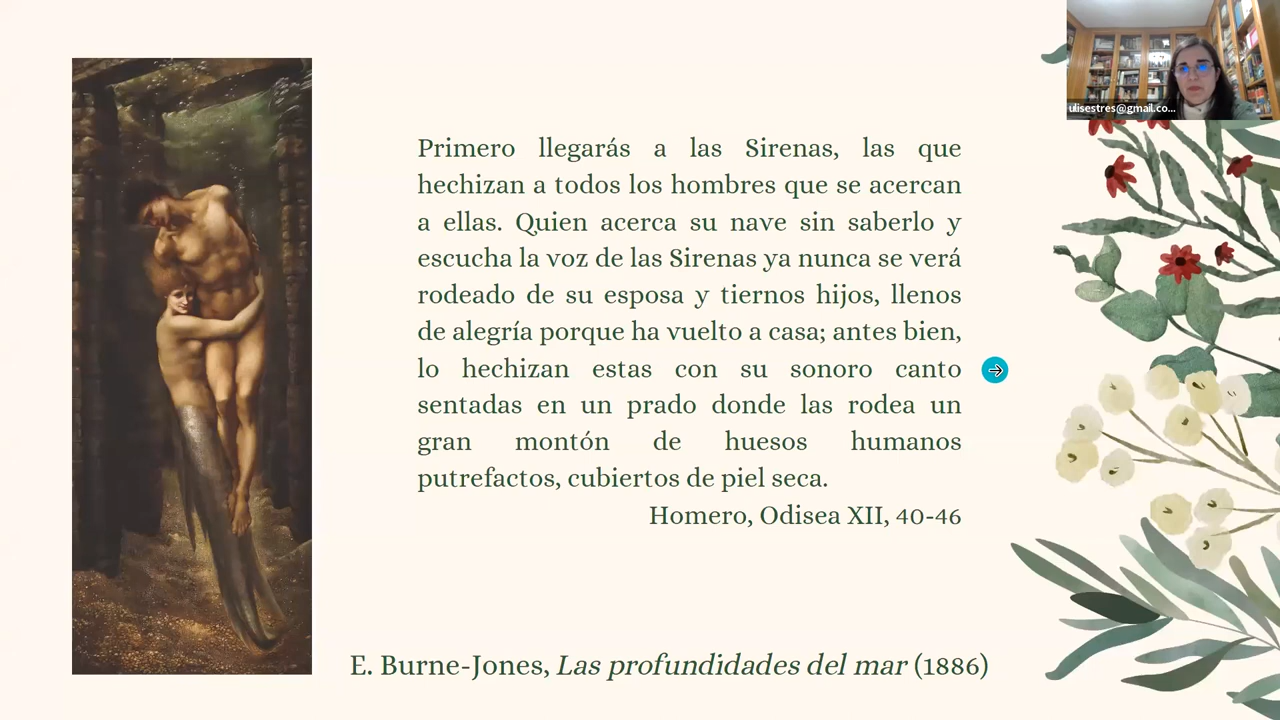 ulisestres@gmail.co...
Primero llegarás a las Sirenas, las que
hechizan a todos los hombres que se acercan
a ellas. Quien acerca su nave sin saberlo y
escucha la voz de las Sirenas ya nunca se verá
rodeado de su esposa y tiernos hijos, llenos
de alegría porque ha vuelto a casa; antes bien,
lo hechizan estas con su sonoro canto
sentadas en un prado donde las rodea un
gran montón de huesos humanos
putrefactos, cubiertos de piel seca.
Homero, Odisea XII, 40-46
E. Burne-Jones, Las profundidades del mar (1886)